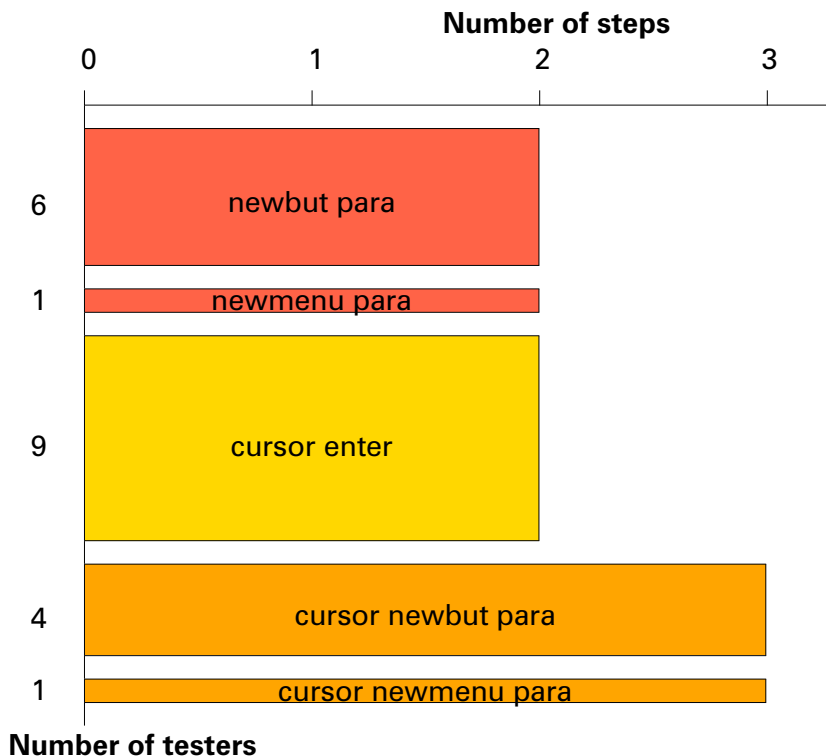 Number of steps
0 1 2 3
6 newbut para
1 newmenu para
9 cursor enter
4 cursor newbut para
1 cursor newmenu para
Number of testers